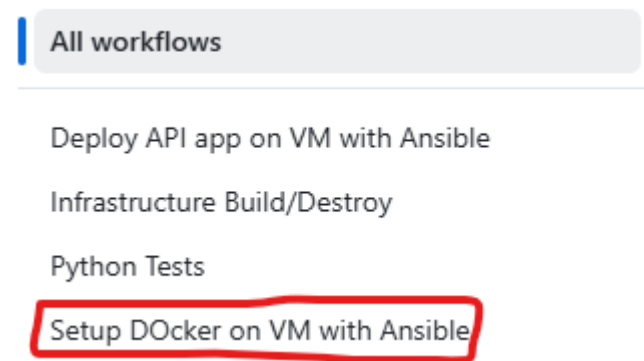 All workflows
Deploy API app on VM with Ansible
Infrastructure Build/Destroy
Python Tests
Setup DOcker on VM with Ansible